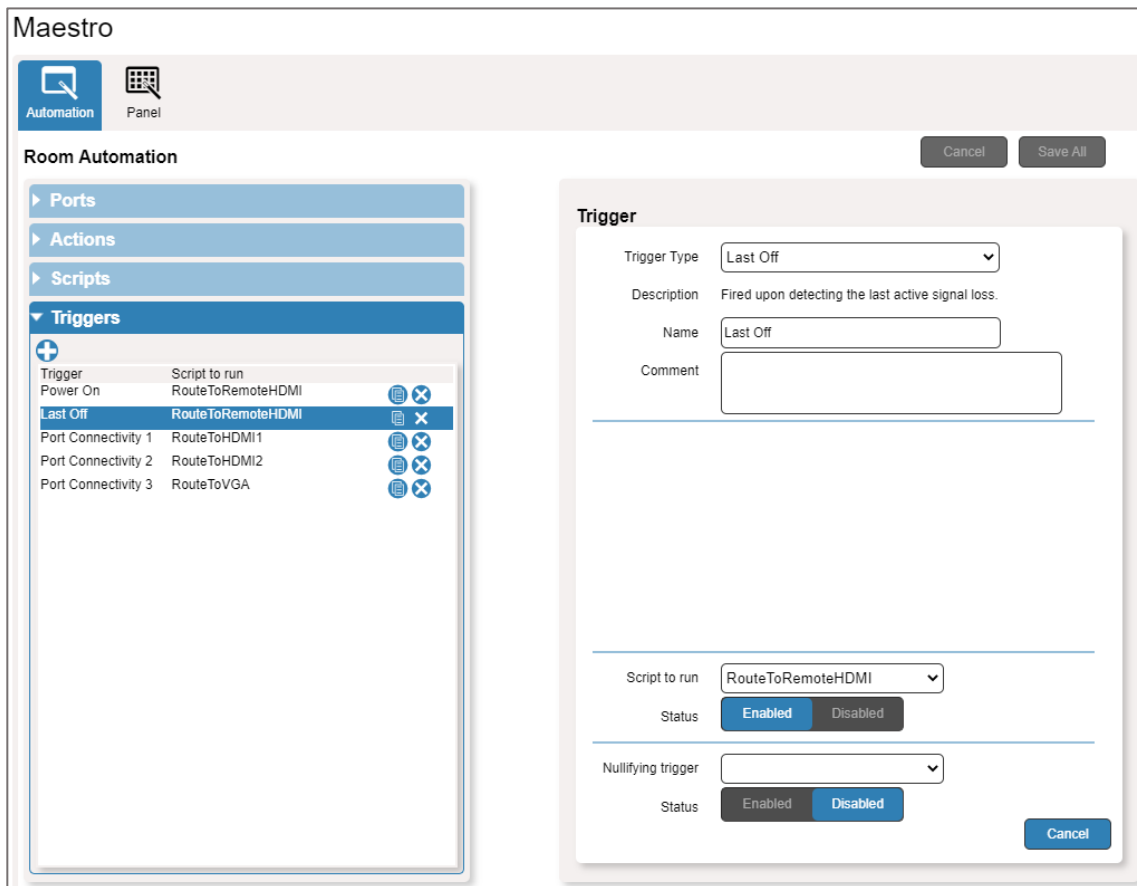 Maestro
Automation
Panel
Room Automation
Cancel
Save All
Ports
Actions
Scripts
Triggers
Trigger Script to run
Power On RouteToRemoteHDMI
Last Off RouteToRemoteHDMI
Port Connectivity 1 RouteToHDMI1
Port Connectivity 2 RouteToHDMI2
Port Connectivity 3 RouteToVGA
Trigger
Trigger Type Last Off
Description Fired upon detecting the last active signal loss.
Name Last Off
Comment
Script to run RouteToRemoteHDMI
Status Enabled Disabled
Nullifying trigger
Status Enabled Disabled
Cancel